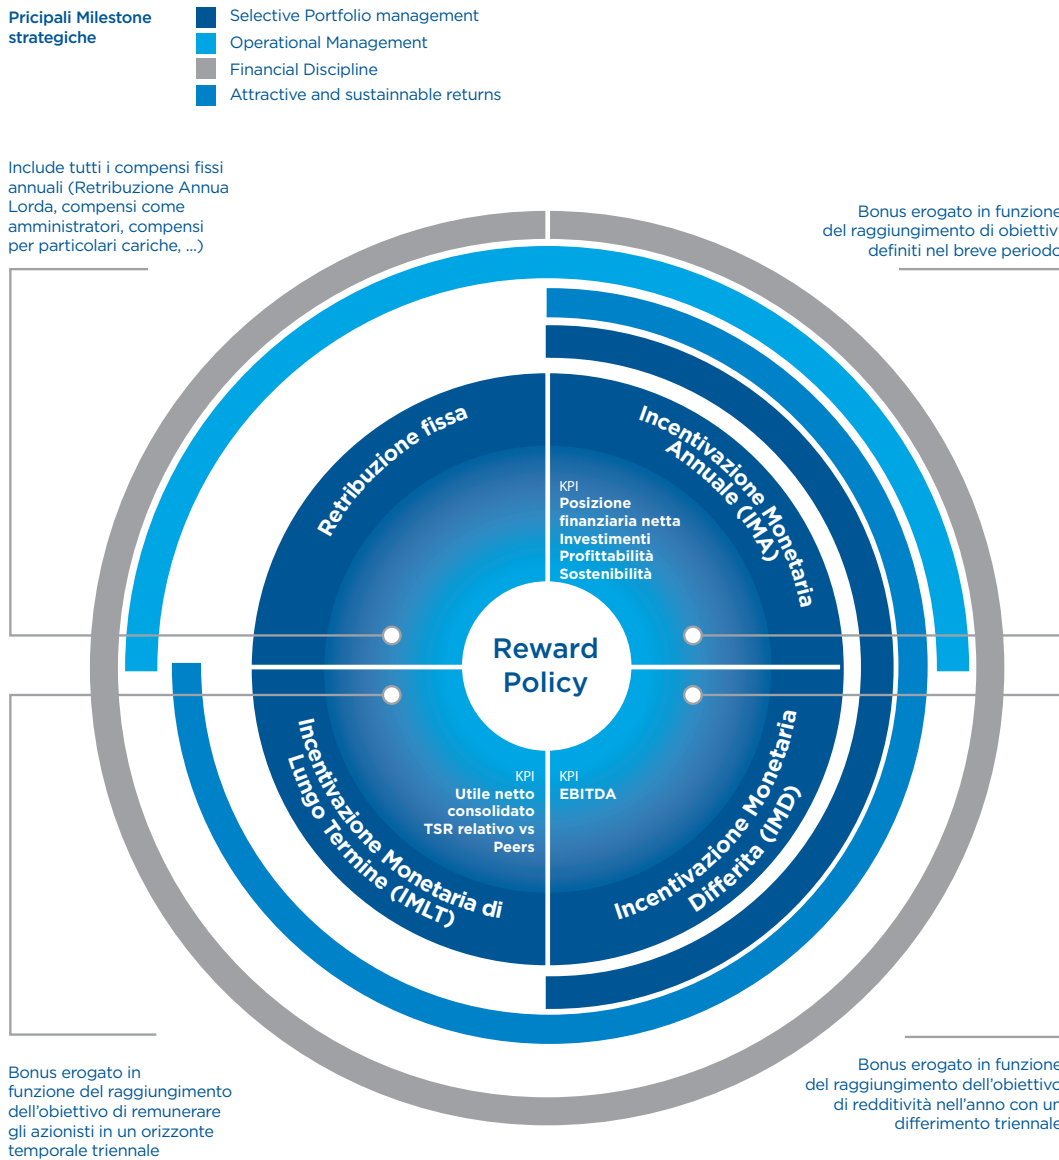 Pricipali Milestone
strategiche
Selective Portfolio management
Operational Management
Financial Discipline
Attractive and sustainnable returns
Include tutti i compensi fissi
annuali (Retribuzione Annua
Lorda, compensi come
amministratori, compensi
per particolari cariche, ...)
Bonus erogato in funzione
del raggiungimento di obiettiv
definiti nel breve periodo
Retribuzione fissa
Incentivazione Monetaria
Annuale (IMA)
KPI
Posizione
finanziaria netta
Investimenti
Profittabilità
Sostenibilità
Reward
Policy
Incentivazione Monetaria di
Lungo Termine (IMLT)
KPI
Utile netto
consolidato
TSR relativo vs
Peers
KPI
EBITDA
Incentivazione Monetaria
Differita (IMD)
Bonus erogato in
funzione del raggiungimento
dell'obiettivo di remunerare
gli azionisti in un orizzonte
temporale triennale
Bonus erogato in funzione
del raggiungimento dell'obiettivo
di redditività nell'anno con un
differimento triennale